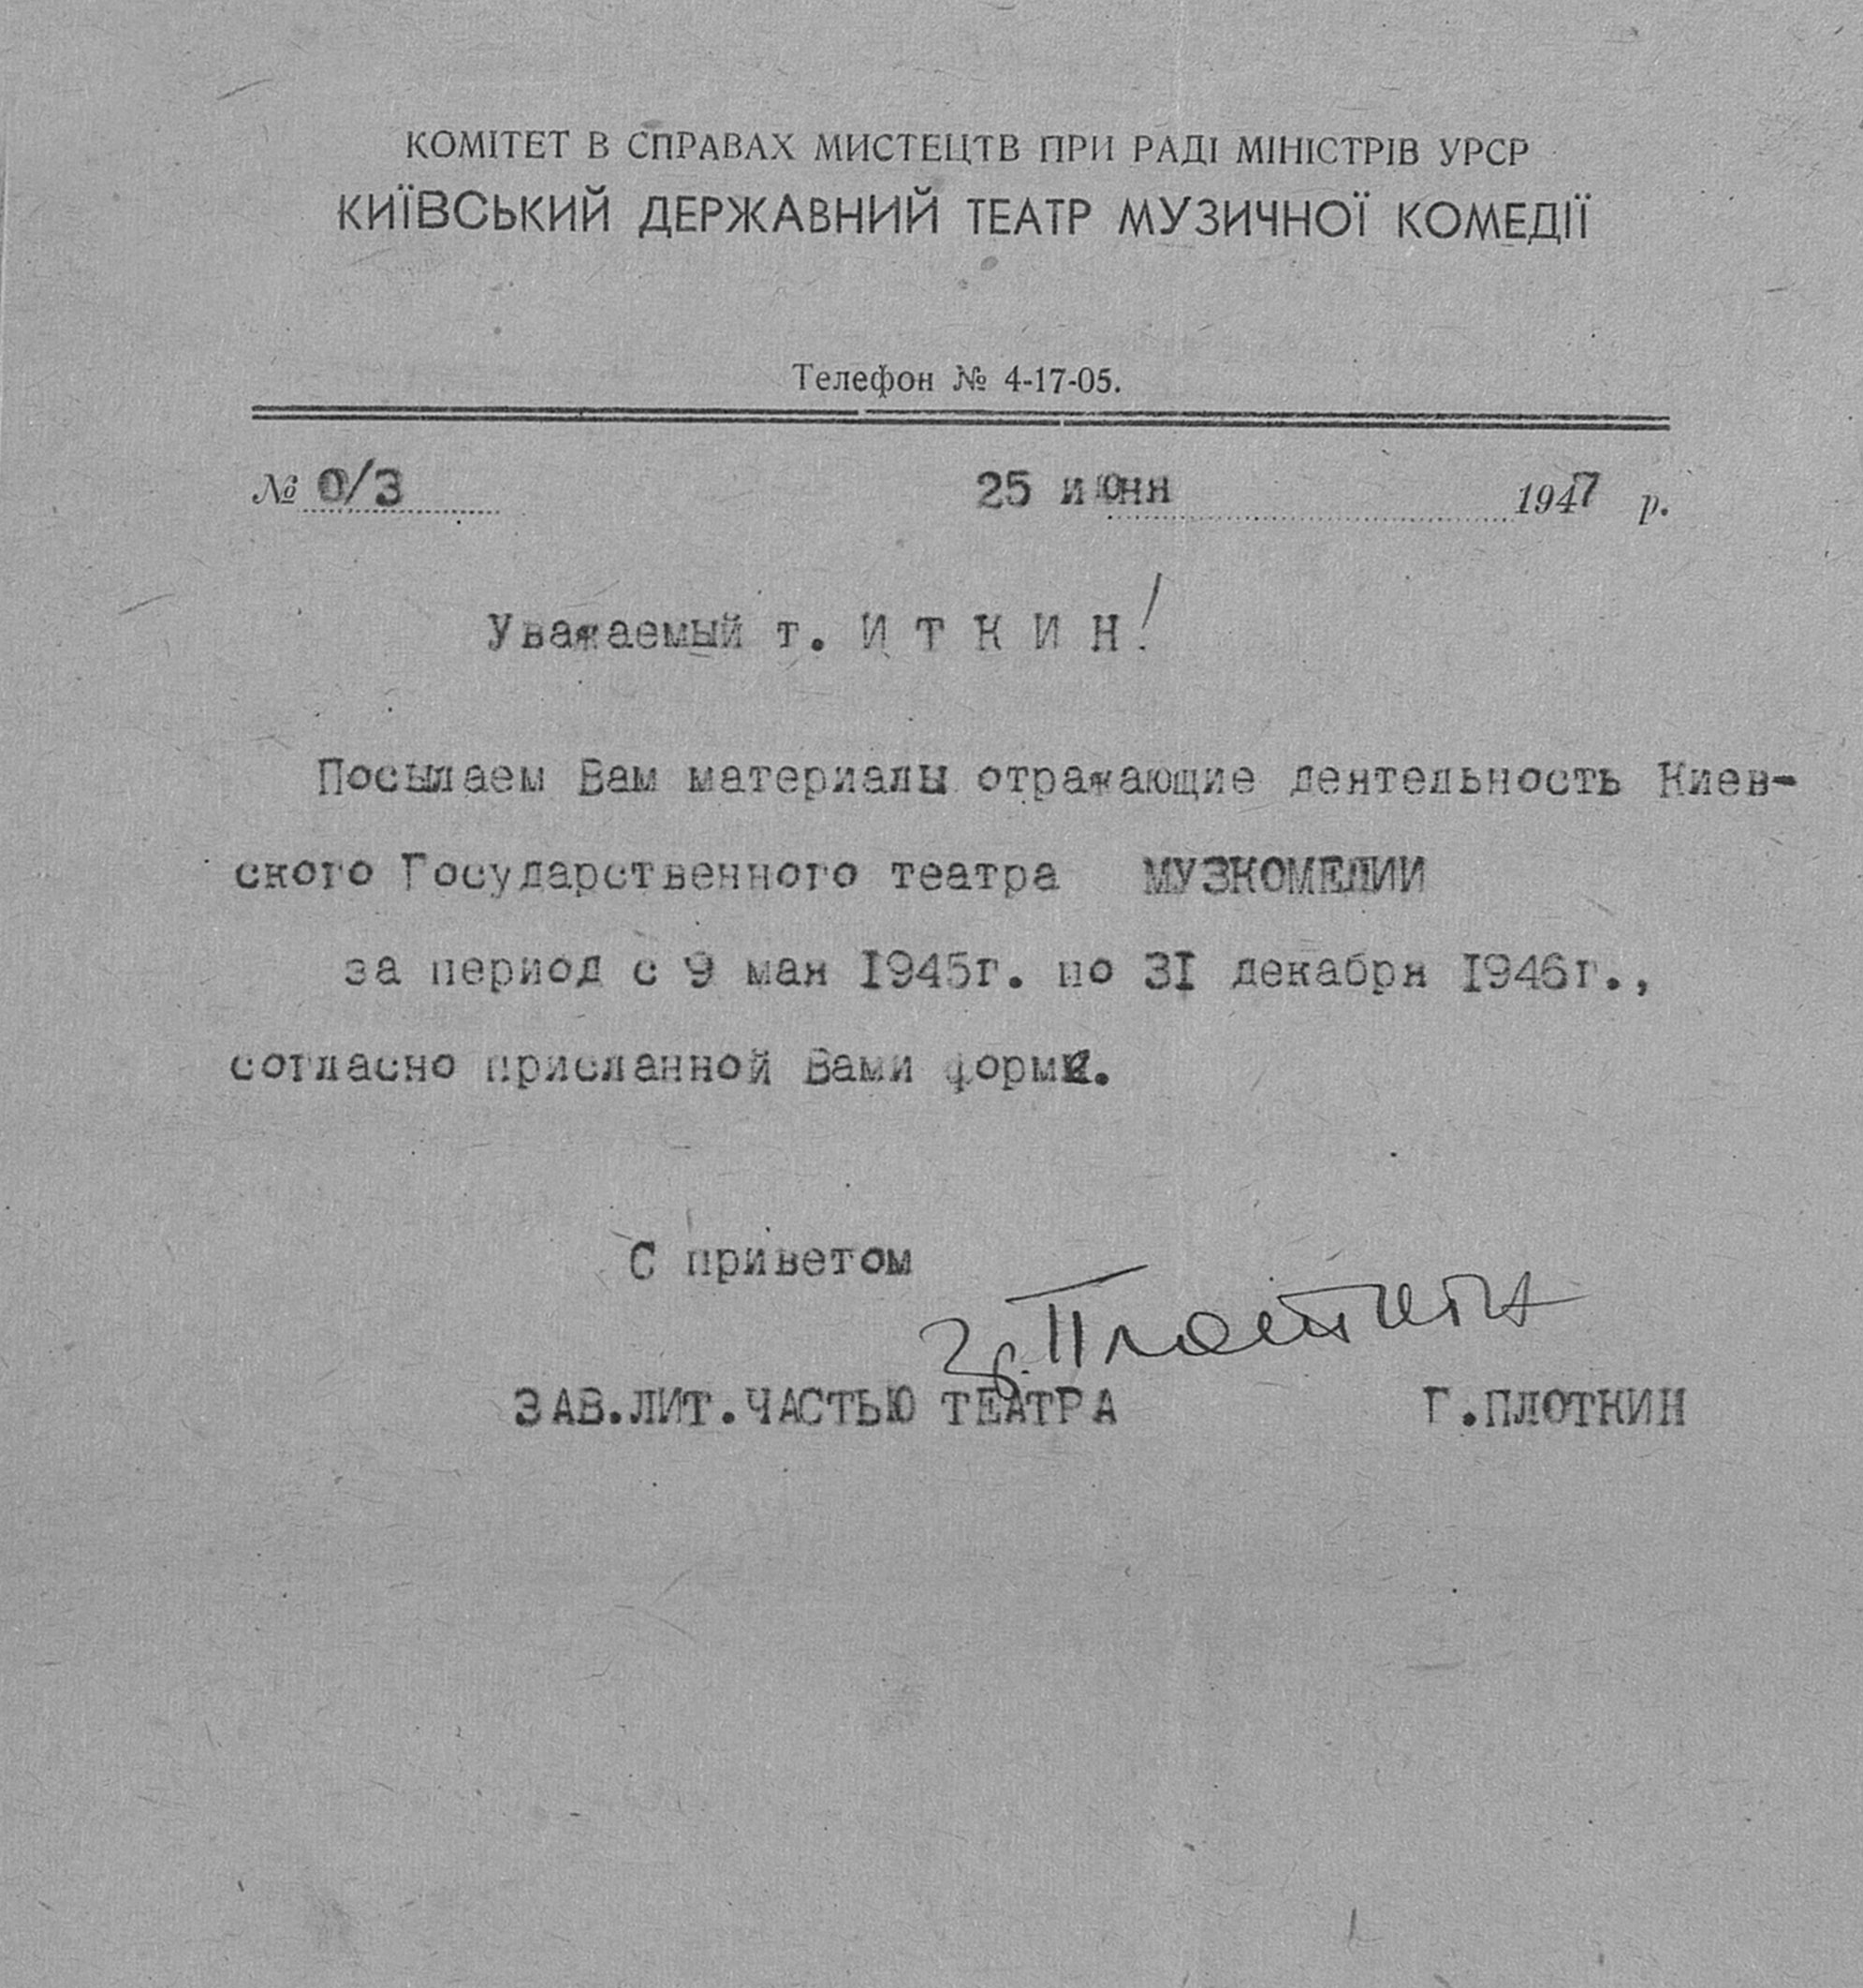 КОМІТЕТ В СПРАВАХ МИСТЕЦТВ ПРИ РАДІ МІНІСТРІВ УРСР
КИЇВСЬКИЙ ДЕРЖАВНИЙ ТЕАТР МУЗИЧНОЇ КОМЕДІЇ
Телефон № 4-17-05.
№ 0/3 25 июня 1947 р.
Уважаемый т. И Т К И Н!
Посылаем Вам материалы отражающие деятельность Киев-
ского Государственного театра МУЗКОМЕДИИ
за период с 9 мая 1945г. по 31 декабря 1946г.,
согласно присланной Вами форме.
С приветом
Гр. Плоткин
ЗАВ.ЛИТ.ЧАСТЬЮ ТЕАТРА Г.ПЛОТКИН